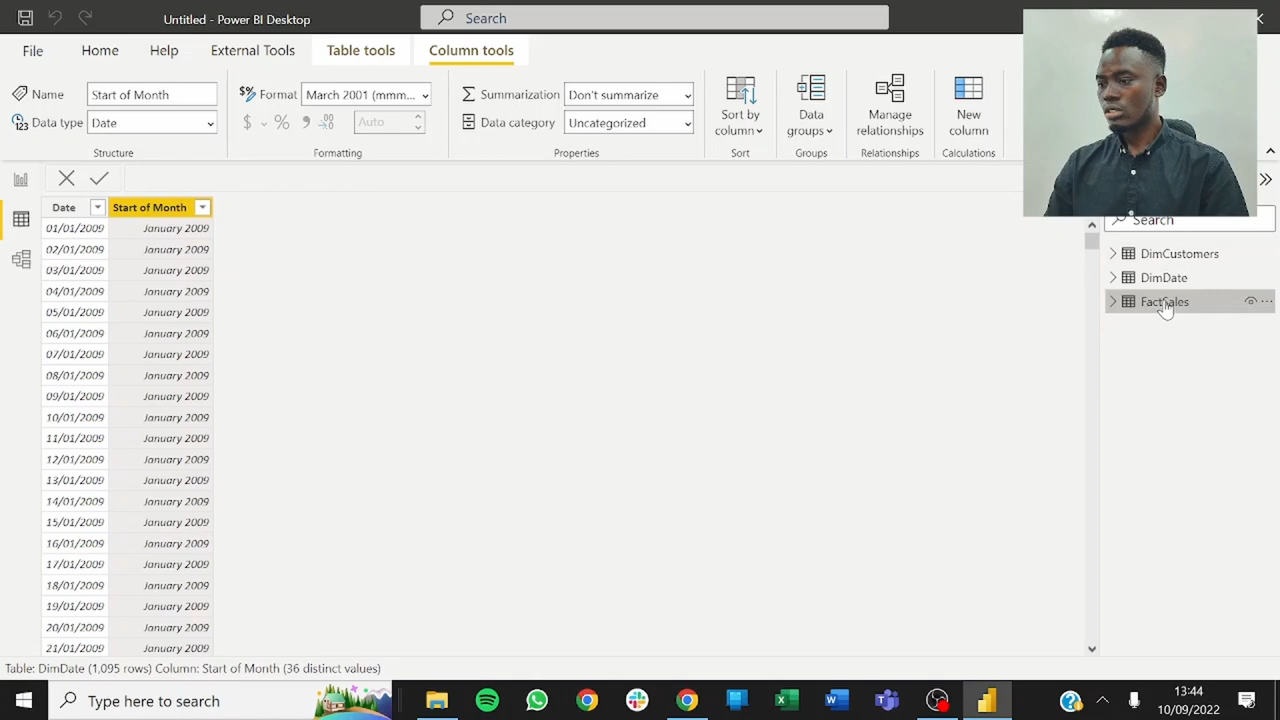 Untitled - Power BI Desktop
Search
File
Home
Help
External Tools
Table tools
Column tools
Name
Start of Month
Data type
Date
Structure
Format
March 2001 (mmm...
$
%
Auto
Formatting
Summarization
Don't summarize
Data category
Uncategorized
Properties
Sort by
column
Sort
Data
groups
Groups
Manage
relationships
Relationships
New
column
Calculations
Date
Start of Month
01/01/2009 January 2009
02/01/2009 January 2009
03/01/2009 January 2009
04/01/2009 January 2009
05/01/2009 January 2009
06/01/2009 January 2009
07/01/2009 January 2009
08/01/2009 January 2009
09/01/2009 January 2009
10/01/2009 January 2009
11/01/2009 January 2009
12/01/2009 January 2009
13/01/2009 January 2009
14/01/2009 January 2009
15/01/2009 January 2009
16/01/2009 January 2009
17/01/2009 January 2009
18/01/2009 January 2009
19/01/2009 January 2009
20/01/2009 January 2009
21/01/2009 January 2009
Search
DimCustomers
DimDate
FactSales
Table: DimDate (1,095 rows) Column: Start of Month (36 distinct values)
Type here to search
13:44
10/09/2022